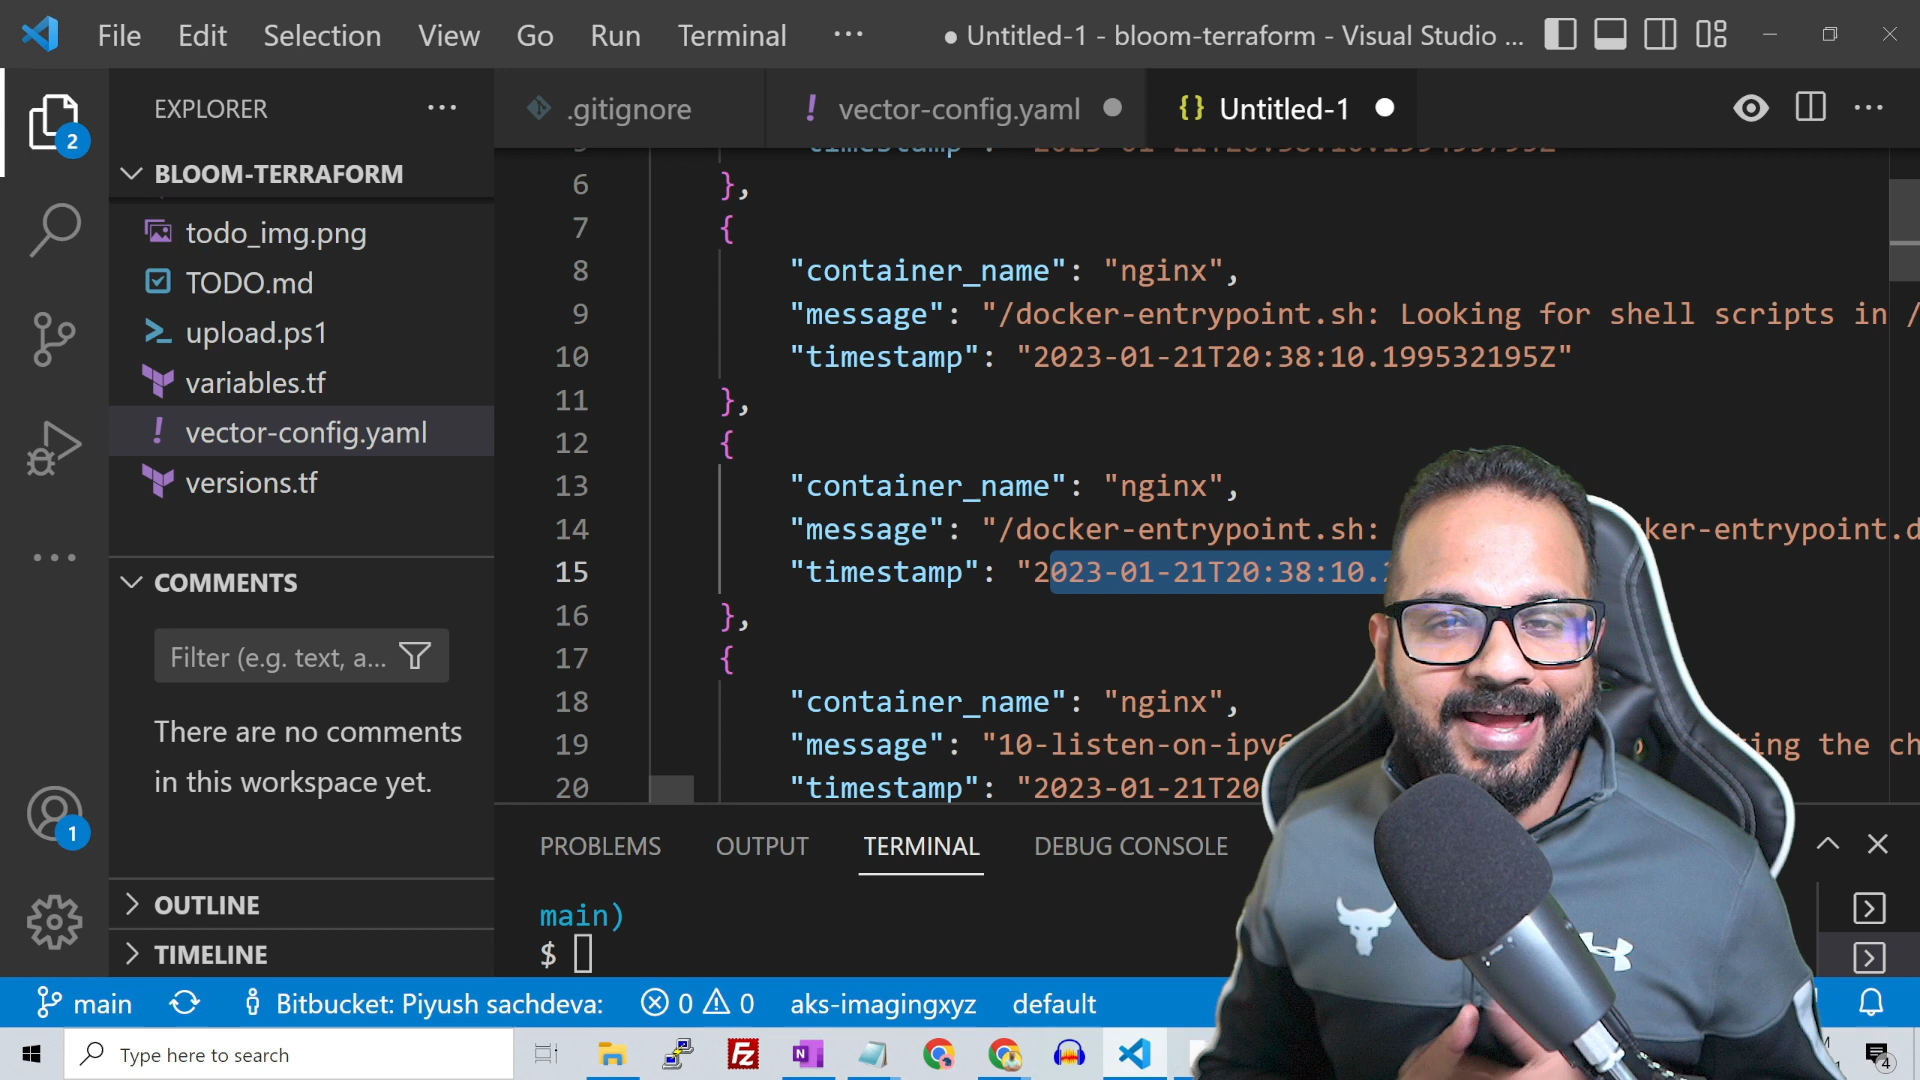 File Edit Selection View Go Run Terminal ··· ● Untitled-1 - bloom-terraform - Visual Studio ...
EXPLORER ···
.gitignore
! vector-config.yaml
{} Untitled-1
2
BLOOM-TERRAFORM
todo_img.png
TODO.md
upload.ps1
variables.tf
! vector-config.yaml
versions.tf
COMMENTS
Filter (e.g. text, a...
There are no comments
in this workspace yet.
1
OUTLINE
TIMELINE
6 },
7 {
8 "container_name": "nginx",
9 "message": "/docker-entrypoint.sh: Looking for shell scripts in /
10 "timestamp": "2023-01-21T20:38:10.199532195Z"
11 },
12 {
13 "container_name": "nginx",
14 "message": "/docker-entrypoint.sh: ker-entrypoint.d
15 "timestamp": "2023-01-21T20:38:10.
16 },
17 {
18 "container_name": "nginx",
19 "message": "10-listen-on-ipv6 ting the ch
20 "timestamp": "2023-01-21T20
PROBLEMS OUTPUT TERMINAL DEBUG CONSOLE
main)
$
main Bitbucket: Piyush sachdeva: 0 0 aks-imagingxyz default
Type here to search
4